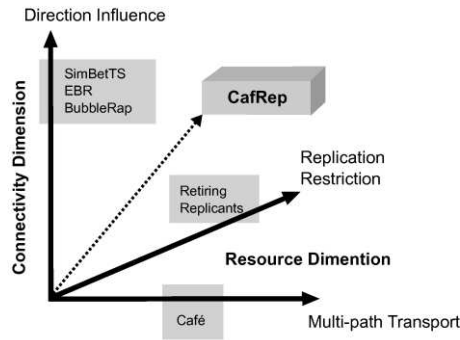 Direction Influence
SimBetTS
EBR
BubbleRap
CafRep
Connectivity Dimension
Replication
Restriction
Retiring
Replicants
Resource Dimention
Café
Multi-path Transport